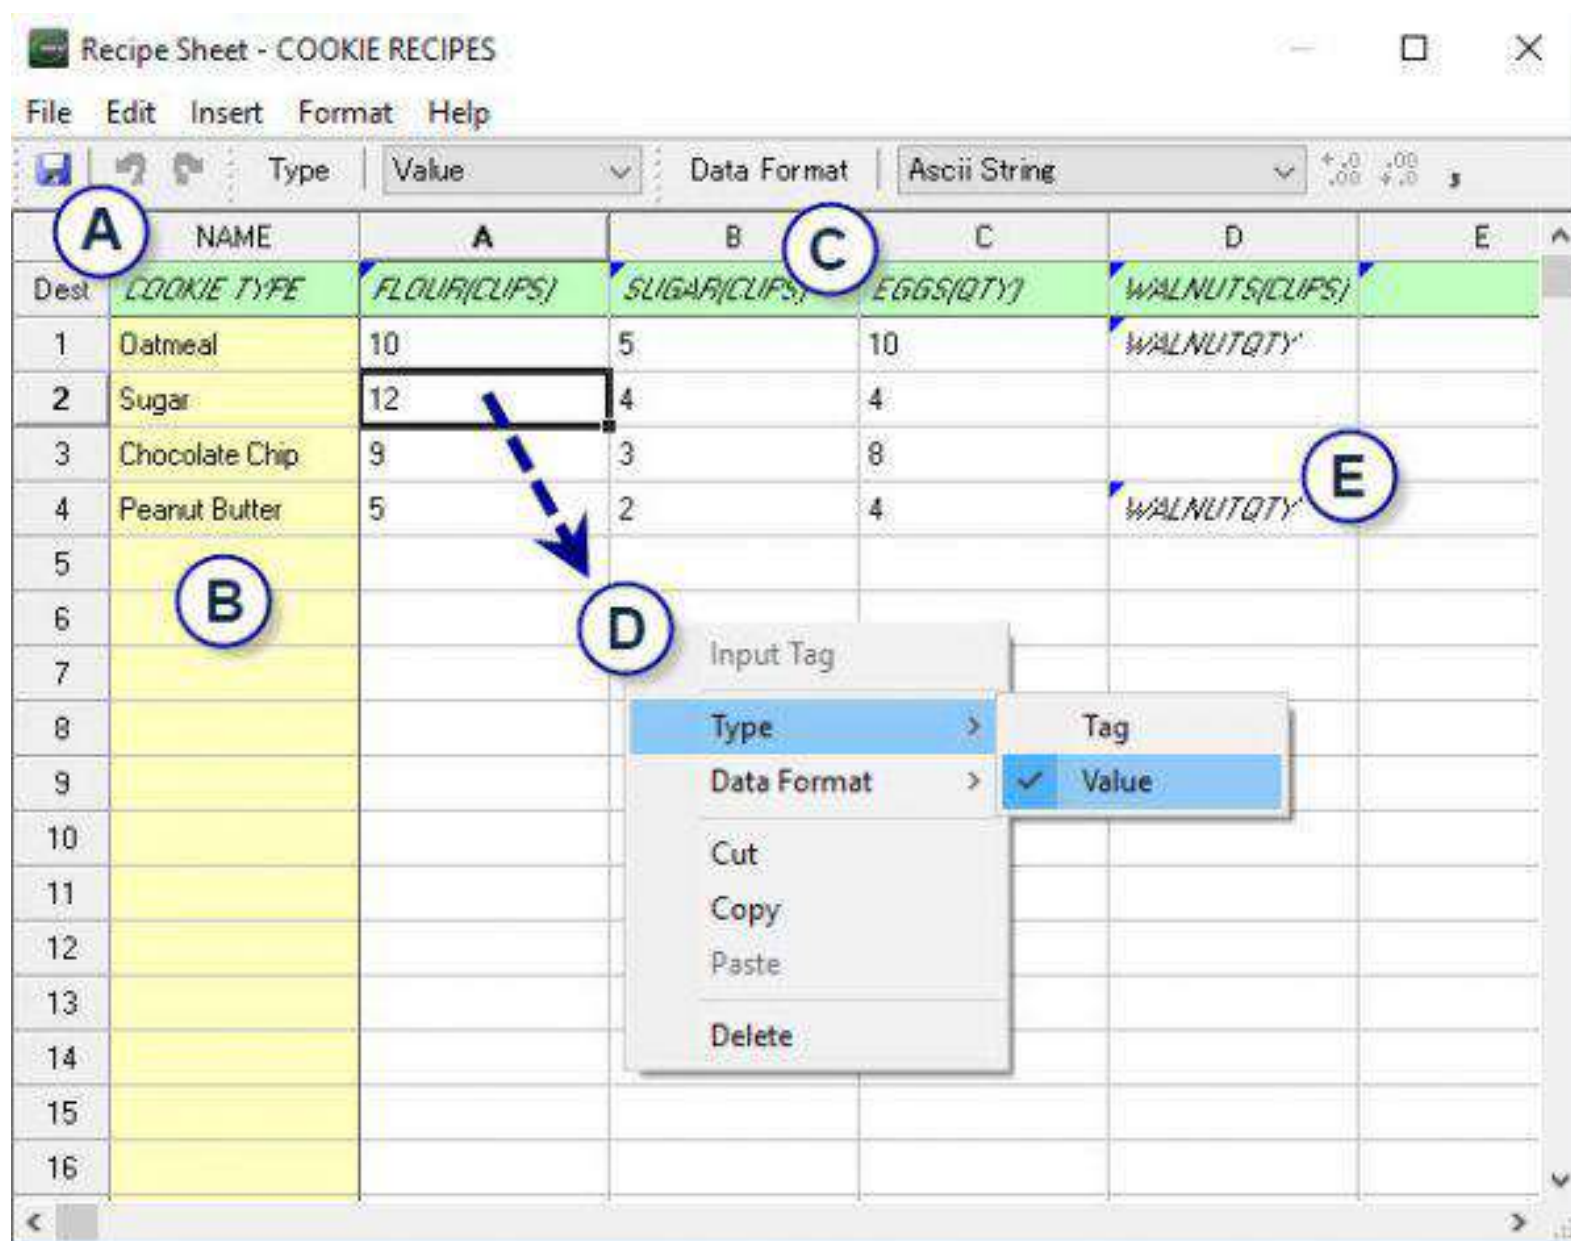 Recipe Sheet - COOKIE RECIPES
File Edit Insert Format Help
Type Value Data Format Ascii String
A NAME A B C C D E
Dest COOKIE TYPE FLOUR(CUPS) SUGAR(CUPS) EGGS(QTY) WALNUTS(CUPS)
1 Oatmeal 10 5 10 WALNUTQTY
2 Sugar 12 4 4
3 Chocolate Chip 9 3 8 E
4 Peanut Butter 5 2 4 WALNUTQTY
5
6 B D
7 Input Tag
8 Type > Tag
9 Data Format > Value
10 Cut
11 Copy
12 Paste
13
14 Delete
15
16